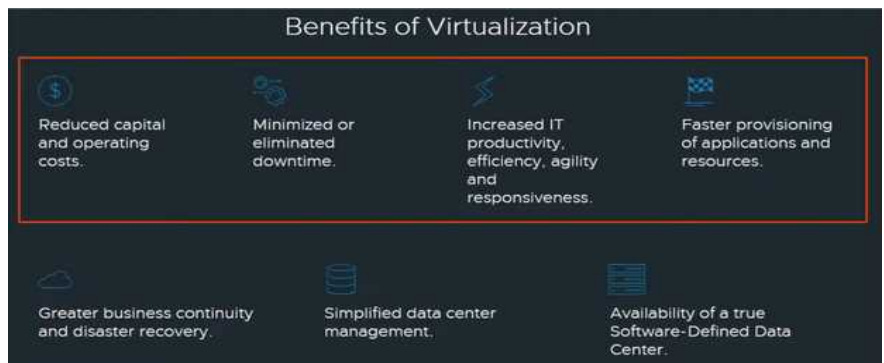 Benefits of Virtualization
Reduced capital
and operating
costs.
Minimized or
eliminated
downtime.
Increased IT
productivity,
efficiency, agility
and
responsiveness.
Faster provisioning
of applications and
resources.
Greater business continuity
and disaster recovery.
Simplified data center
management.
Availability of a true
Software-Defined Data
Center.